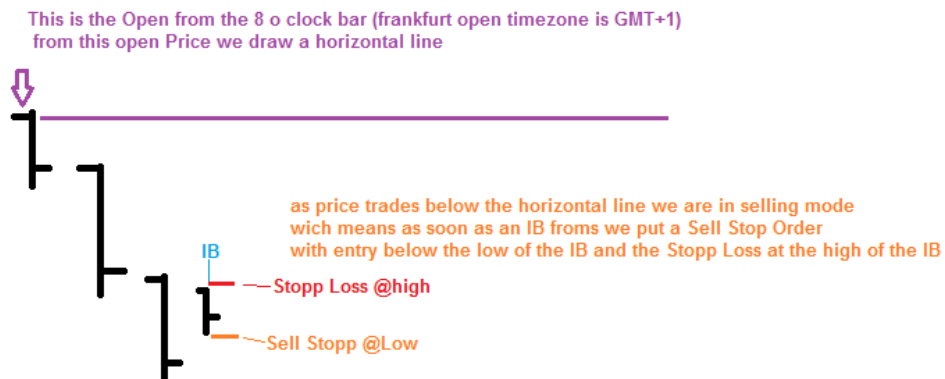 This is the Open from the 8 o clock bar (frankfurt open timezone is GMT+1)
from this open Price we draw a horizontal line
as price trades below the horizontal line we are in selling mode
wich means as soon as an IB froms we put a Sell Stop Order
with entry below the low of the IB and the Stopp Loss at the high of the IB
IB
Stopp Loss @high
Sell Stopp @Low